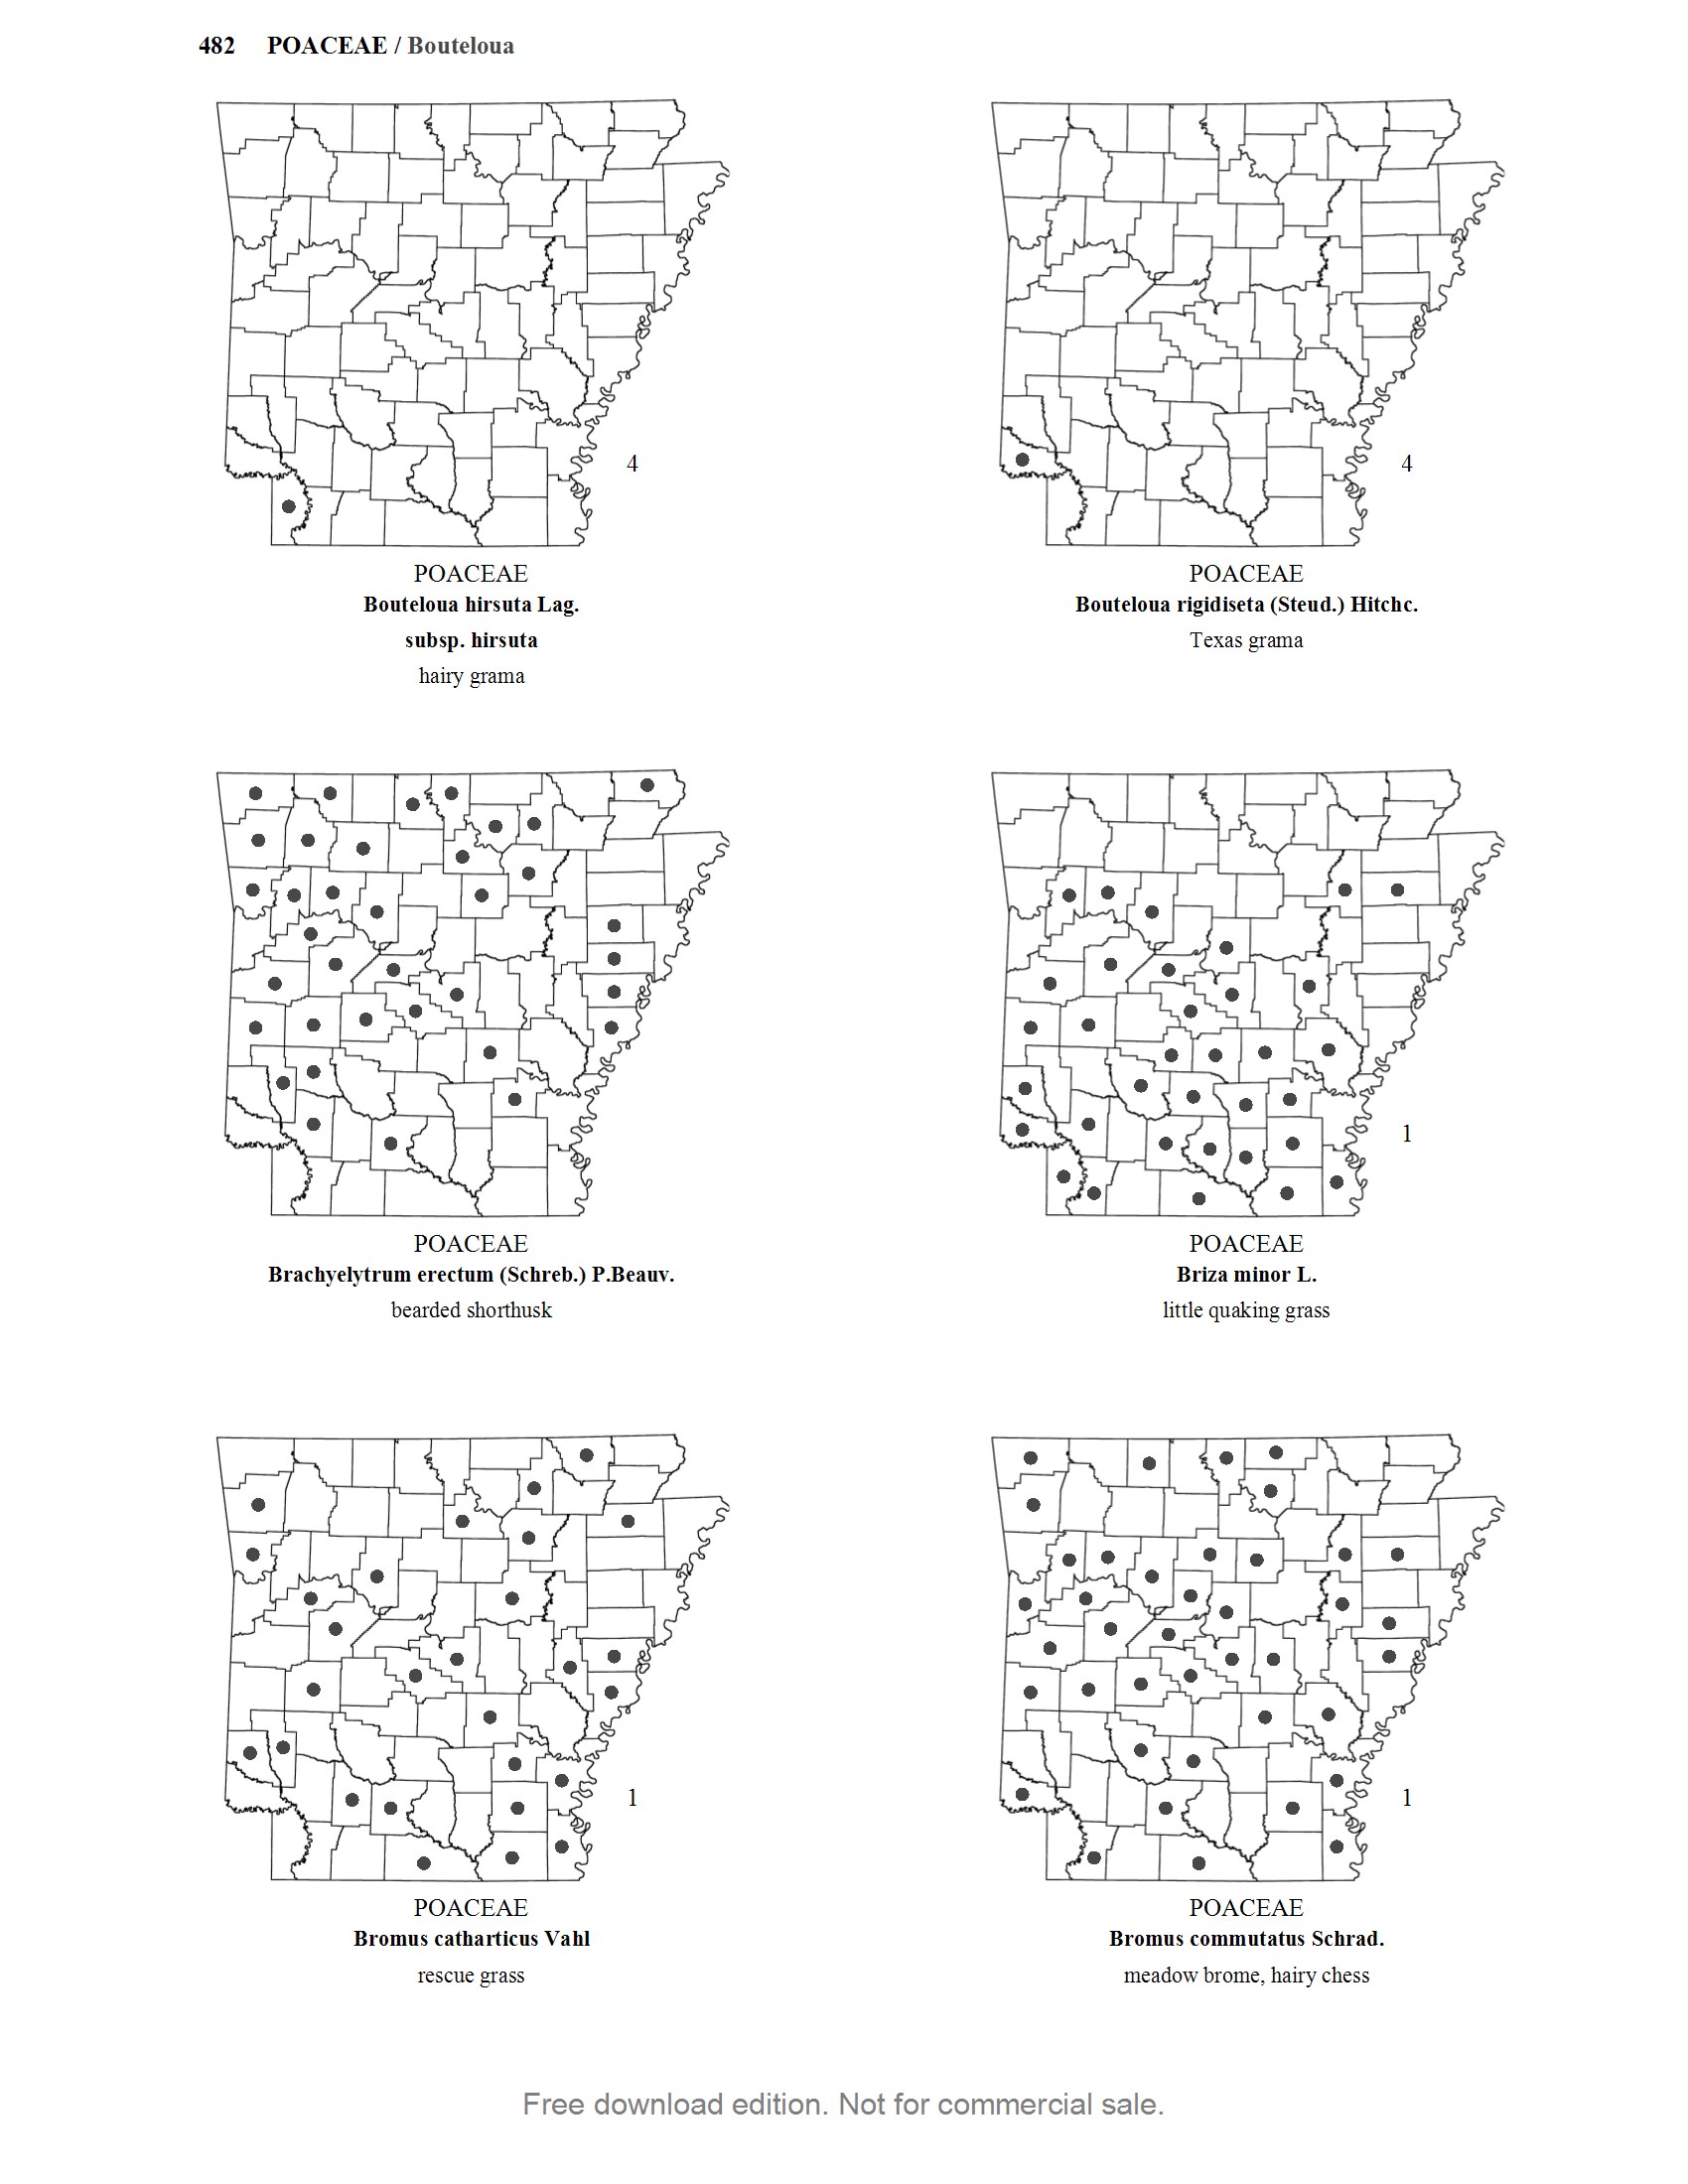 482 POACEAE / Bouteloua
4
POACEAE
Bouteloua hirsuta Lag.
subsp. hirsuta
hairy grama
4
POACEAE
Bouteloua rigidiseta (Steud.) Hitchc.
Texas grama
POACEAE
Brachyelytrum erectum (Schreb.) P.Beauv.
bearded shorthusk
1
POACEAE
Briza minor L.
little quaking grass
1
POACEAE
Bromus catharticus Vahl
rescue grass
1
POACEAE
Bromus commutatus Schrad.
meadow brome, hairy chess
Free download edition. Not for commercial sale.